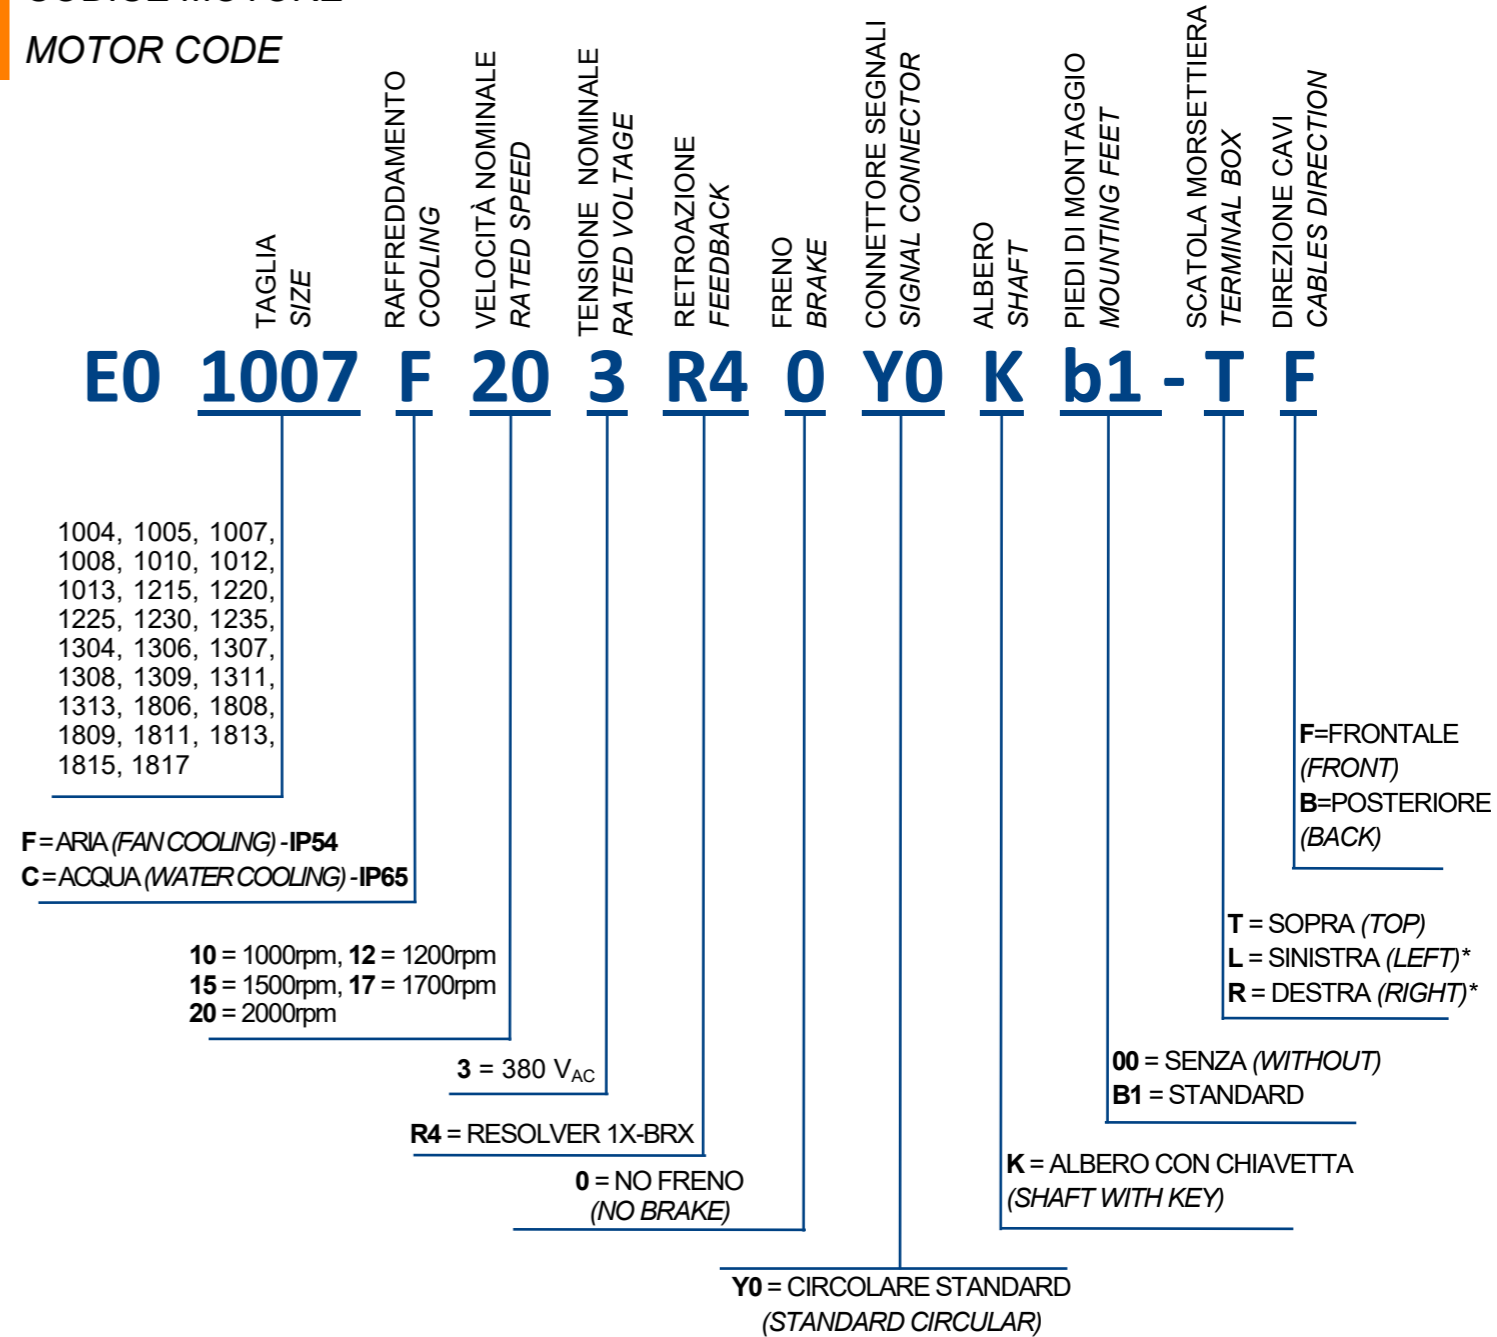 MOTOR CODE
TAGLIA
SIZE
RAFFREDDAMENTO
COOLING
VELOCITÀ NOMINALE
RATED SPEED
TENSIONE NOMINALE
RATED VOLTAGE
RETROAZIONE
FEEDBACK
FRENO
BRAKE
CONNETTORE SEGNALI
SIGNAL CONNECTOR
ALBERO
SHAFT
PIEDI DI MONTAGGIO
MOUNTING FEET
SCATOLA MORSETTIERA
TERMINAL BOX
DIREZIONE CAVI
CABLES DIRECTION
E0 1007 F 20 3 R4 0 Y0 K b1 - T F
1004, 1005, 1007,
1008, 1010, 1012,
1013, 1215, 1220,
1225, 1230, 1235,
1304, 1306, 1307,
1308, 1309, 1311,
1313, 1806, 1808,
1809, 1811, 1813,
1815, 1817
F = ARIA (FAN COOLING) - IP54
C = ACQUA (WATER COOLING) - IP65
10 = 1000rpm, 12 = 1200rpm
15 = 1500rpm, 17 = 1700rpm
20 = 2000rpm
3 = 380 VAC
R4 = RESOLVER 1X-BRX
0 = NO FRENO
(NO BRAKE)
Y0 = CIRCOLARE STANDARD
(STANDARD CIRCULAR)
K = ALBERO CON CHIAVETTA
(SHAFT WITH KEY)
00 = SENZA (WITHOUT)
B1 = STANDARD
T = SOPRA (TOP)
L = SINISTRA (LEFT)*
R = DESTRA (RIGHT)*
F=FRONTALE
(FRONT)
B=POSTERIORE
(BACK)